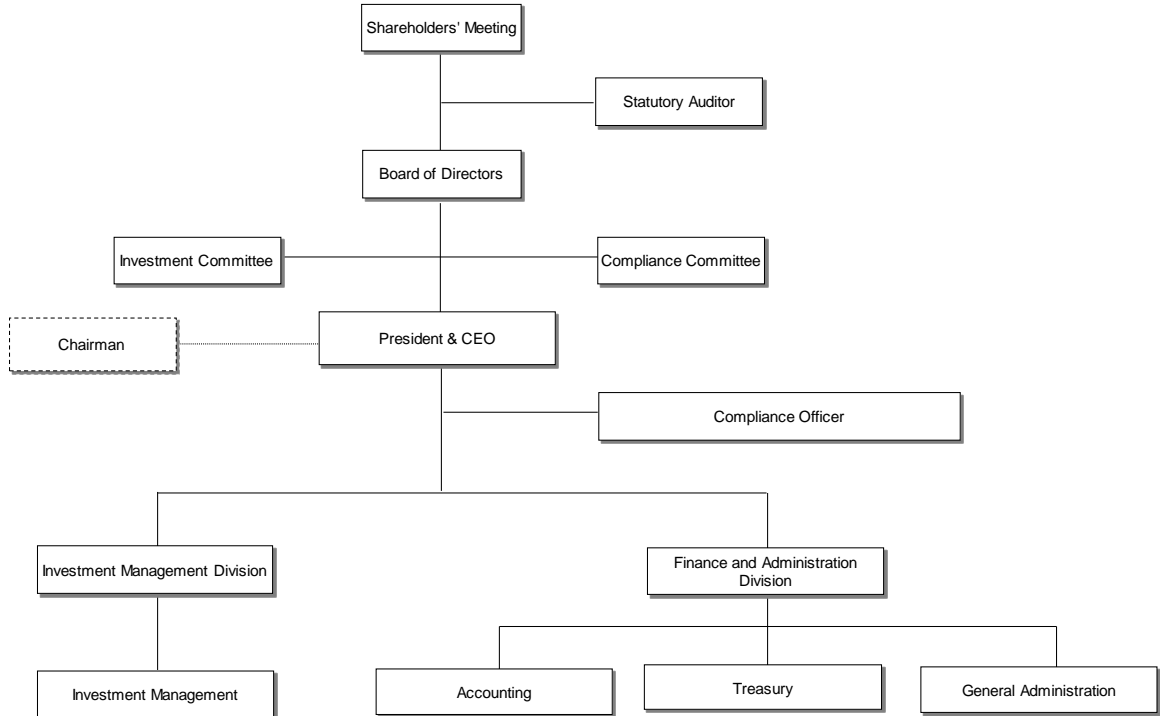 Shareholders' Meeting
Statutory Auditor
Board of Directors
Investment Committee
Compliance Committee
Chairman
President & CEO
Compliance Officer
Investment Management Division
Finance and Administration
Division
Investment Management
Accounting
Treasury
General Administration